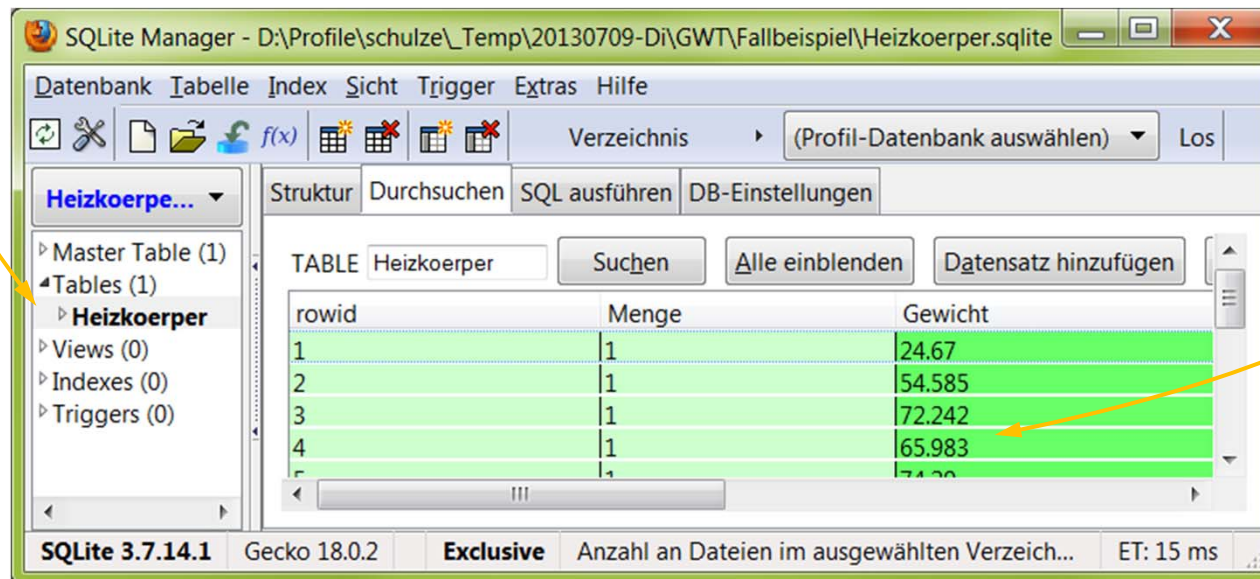 SQLite Manager - D:\Profile\schulze\_Temp\20130709-Di\GWT\Fallbeispiel\Heizkoerper.sqlite
Datenbank Tabelle Index Sicht Trigger Extras Hilfe
f(x) Verzeichnis (Profil-Datenbank auswählen) Los
Heizkoerpe...
Struktur Durchsuchen SQL ausführen DB-Einstellungen
Master Table (1)
Tables (1)
Heizkoerper
Views (0)
Indexes (0)
Triggers (0)
TABLE Heizkoerper Suchen Alle einblenden Datensatz hinzufügen
rowid Menge Gewicht
1 1 24.67
2 1 54.585
3 1 72.242
4 1 65.983
SQLite 3.7.14.1 Gecko 18.0.2 Exclusive Anzahl an Dateien im ausgewählten Verzeich... ET: 15 ms